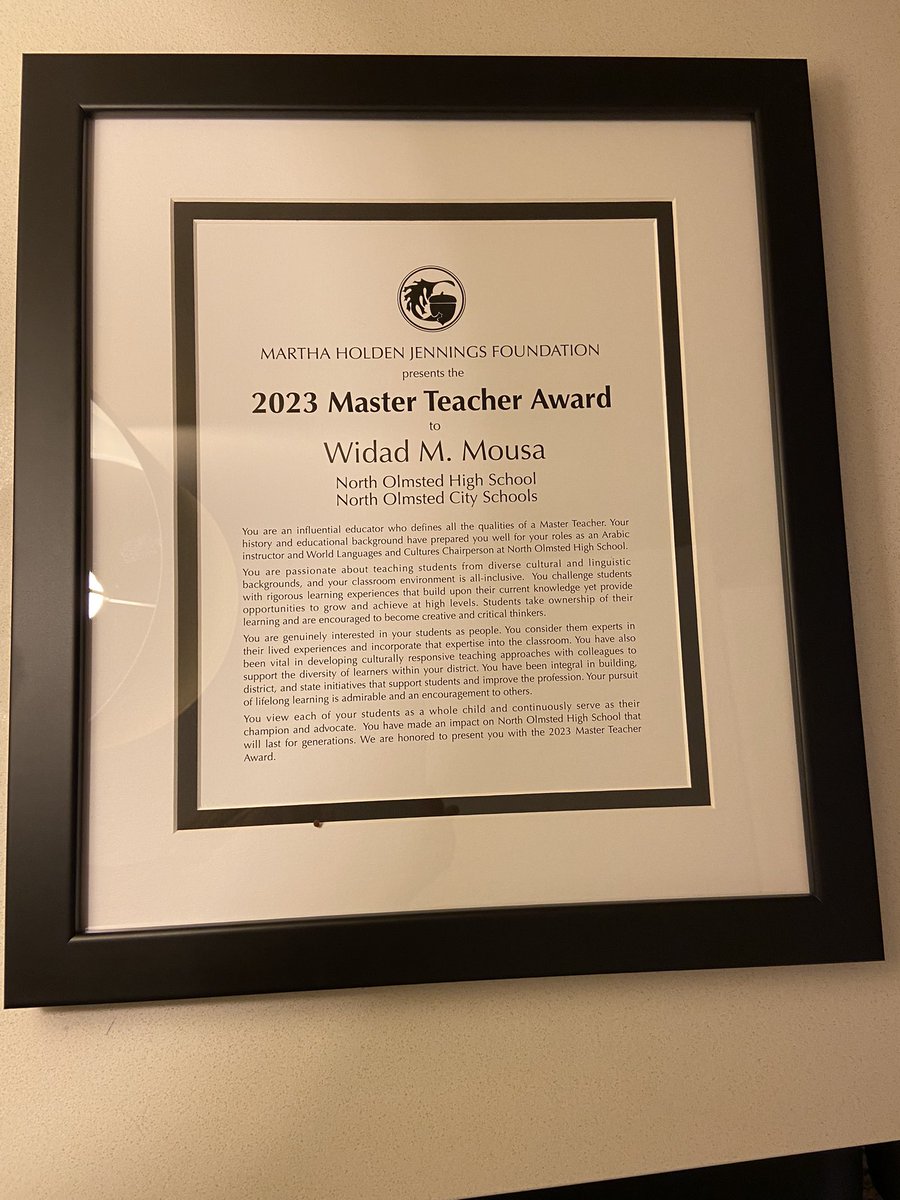 MARTHA HOLDEN JENNINGS FOUNDATION
presents the
2023 Master Teacher Award
to
Widad M. Mousa
North Olmsted High School
North Olmsted City Schools
You are an influential educator who defines all the qualities of a Master Teacher. Your
history and educational background have prepared you well for your roles as an Arabic
instructor and World Languages and Cultures Chairperson at North Olmsted High School.
You are passionate about teaching students from diverse cultural and linguistic
backgrounds, and your classroom environment is all-inclusive. You challenge students
with rigorous learning experiences that build upon their current knowledge yet provide
opportunities to grow and achieve at high levels. Students take ownership of their
learning and are encouraged to become creative and critical thinkers.
You are genuinely interested in your students as people. You consider them experts in
their lived experiences and incorporate that expertise into the classroom. You have also
been vital in developing culturally responsive teaching approaches with colleagues to
support the diversity of learners within your district. You have been integral in building,
district, and state initiatives that support students and improve the profession. Your pursuit
of lifelong learning is admirable and an encouragement to others.
You view each of your students as a whole child and continuously serve as their
champion and advocate. You have made an impact on North Olmsted High School that
will last for generations. We are honored to present you with the 2023 Master Teacher
Award.